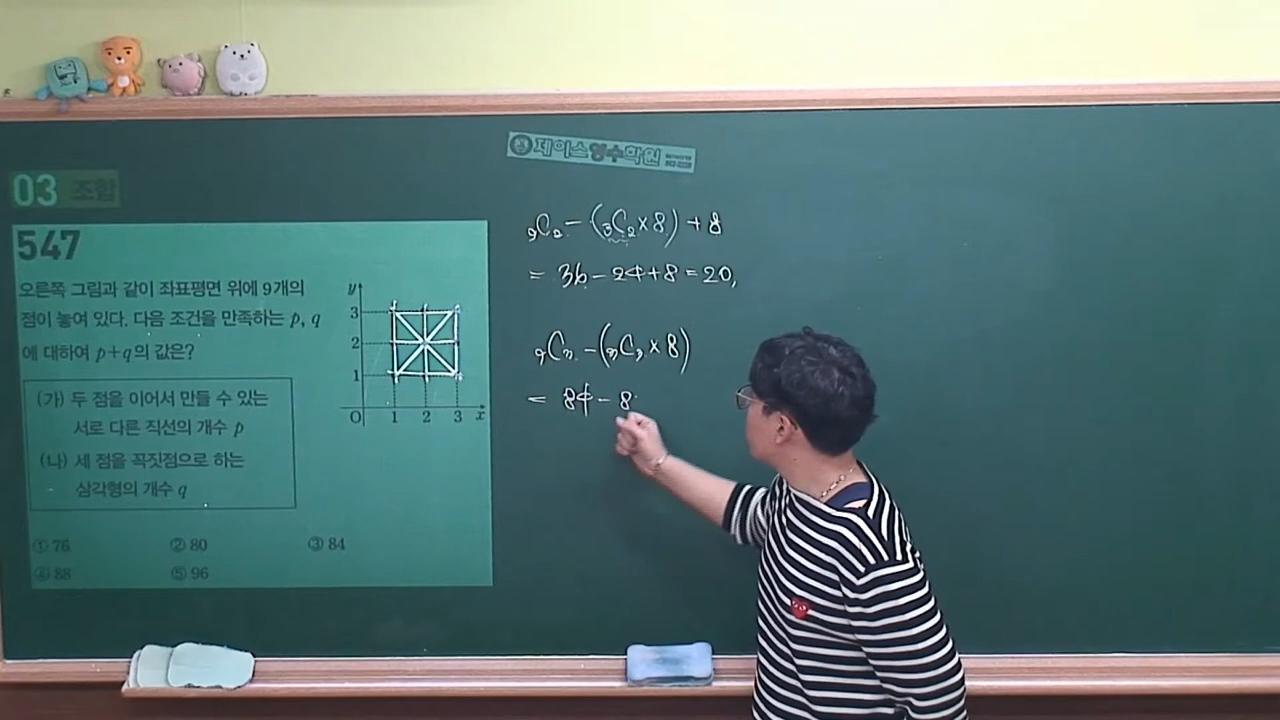 제이스영수학원
03 조합
547
오른쪽 그림과 같이 좌표평면 위에 9개의
점이 놓여 있다. 다음 조건을 만족하는 p, q
에 대하여 p+q의 값은?
(가) 두 점을 이어서 만들 수 있는
서로 다른 직선의 개수 p
(나) 세 점을 꼭짓점으로 하는
삼각형의 개수 q
① 76 ② 80 ③ 84
④ 88 ⑤ 96
y
3
2
1
O 1 2 3 x
₉C₂ - (₃C₂ × 8) + 8
= 36 - 24 + 8 = 20,
₉C₃ - (₃C₃ × 8)
= 84 - 8